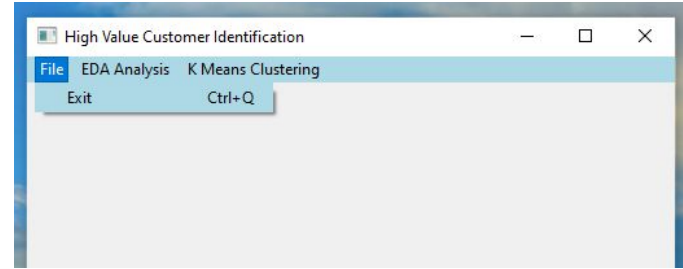 High Value Customer Identification
File EDA Analysis K Means Clustering
Exit Ctrl+Q